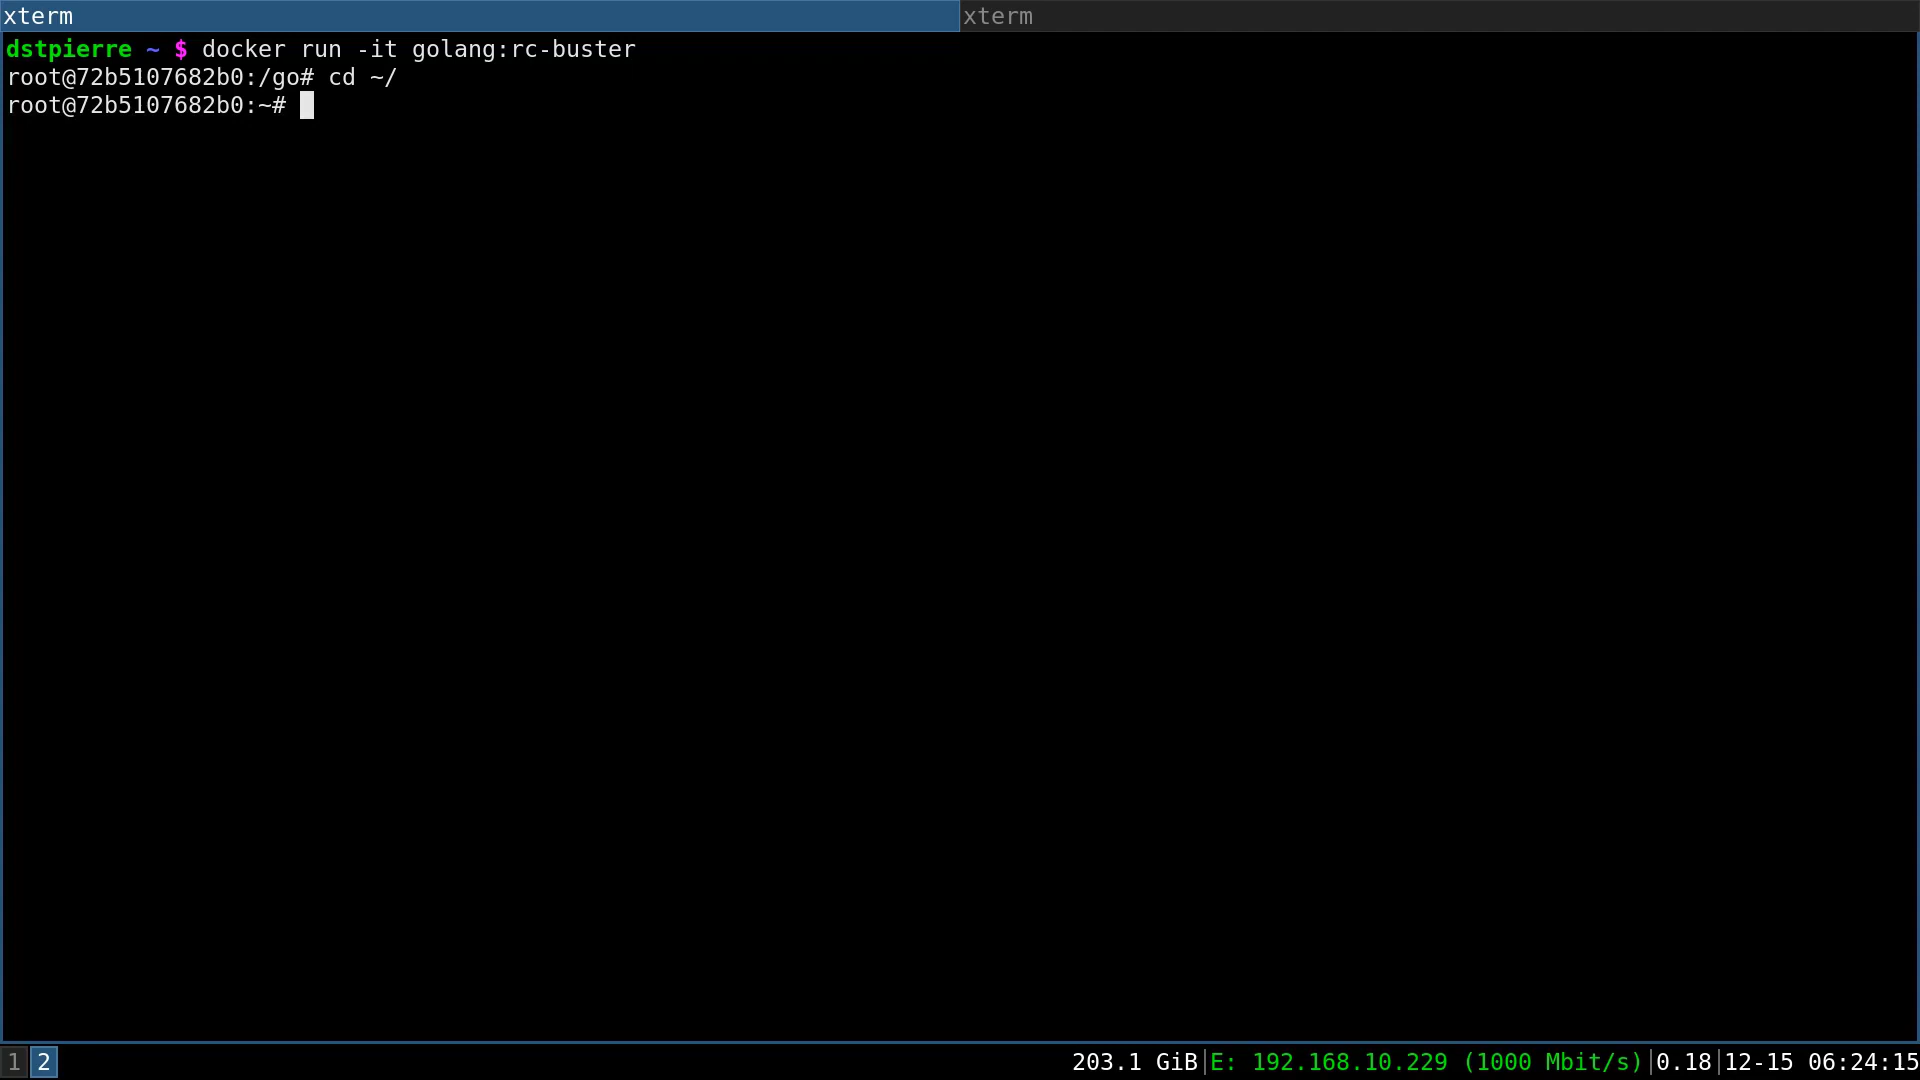 xterm xterm
dstpierre ~ $ docker run -it golang:rc-buster
root@72b5107682b0:/go# cd ~/
root@72b5107682b0:~#
1 2 203.1 GiB|E: 192.168.10.229 (1000 Mbit/s)|0.18|12-15 06:24:15